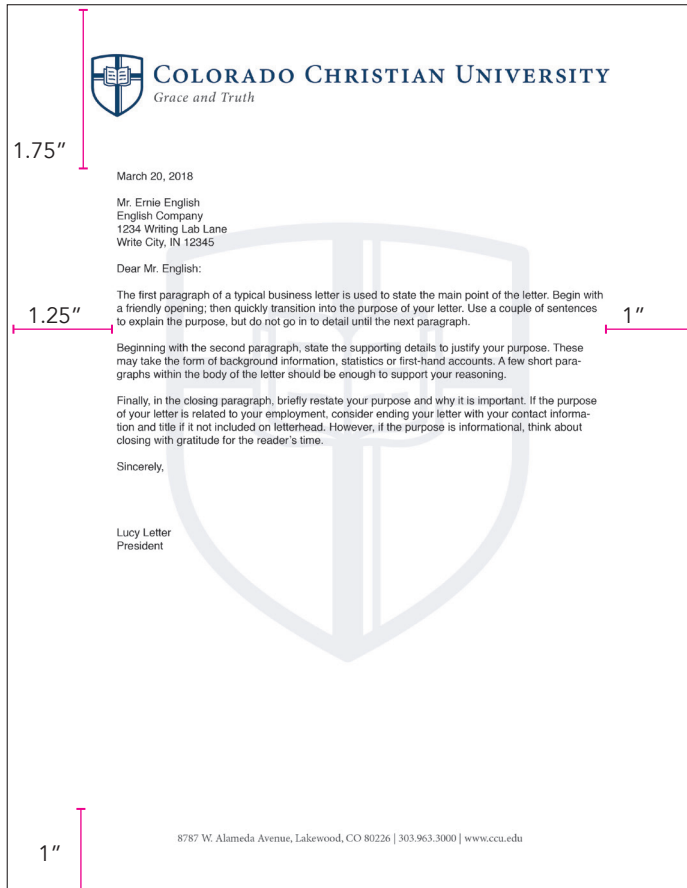 COLORADO CHRISTIAN UNIVERSITY
Grace and Truth
1.75"
March 20, 2018
Mr. Ernie English
English Company
1234 Writing Lab Lane
Write City, IN 12345
Dear Mr. English:
The first paragraph of a typical business letter is used to state the main point of the letter. Begin with
a friendly opening; then quickly transition into the purpose of your letter. Use a couple of sentences
to explain the purpose, but do not go in to detail until the next paragraph.
1.25"
1"
Beginning with the second paragraph, state the supporting details to justify your purpose. These
may take the form of background information, statistics or first-hand accounts. A few short para-
graphs within the body of the letter should be enough to support your reasoning.
Finally, in the closing paragraph, briefly restate your purpose and why it is important. If the purpose
of your letter is related to your employment, consider ending your letter with your contact informa-
tion and title if it not included on letterhead. However, if the purpose is informational, think about
closing with gratitude for the reader's time.
Sincerely,
Lucy Letter
President
8787 W. Alameda Avenue, Lakewood, CO 80226 | 303.963.3000 | www.ccu.edu
1"